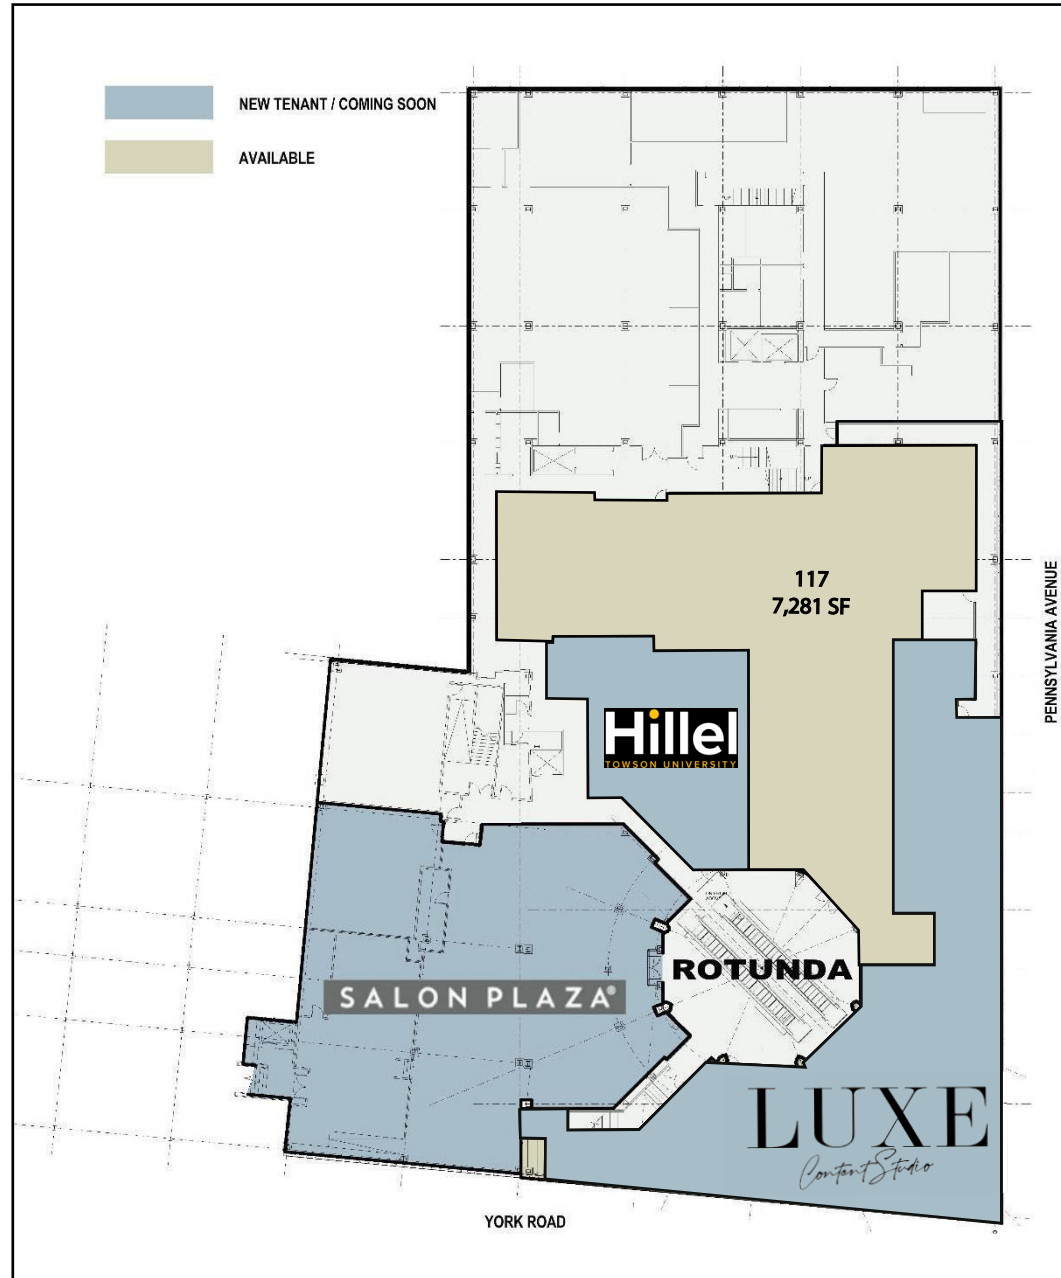 NEW TENANT / COMING SOON
AVAILABLE
117
7,281 SF
PENNSYLVANIA AVENUE
Hillel
TOWSON UNIVERSITY
ROTUNDA
SALON PLAZA®
LUXE
Content Studio
YORK ROAD